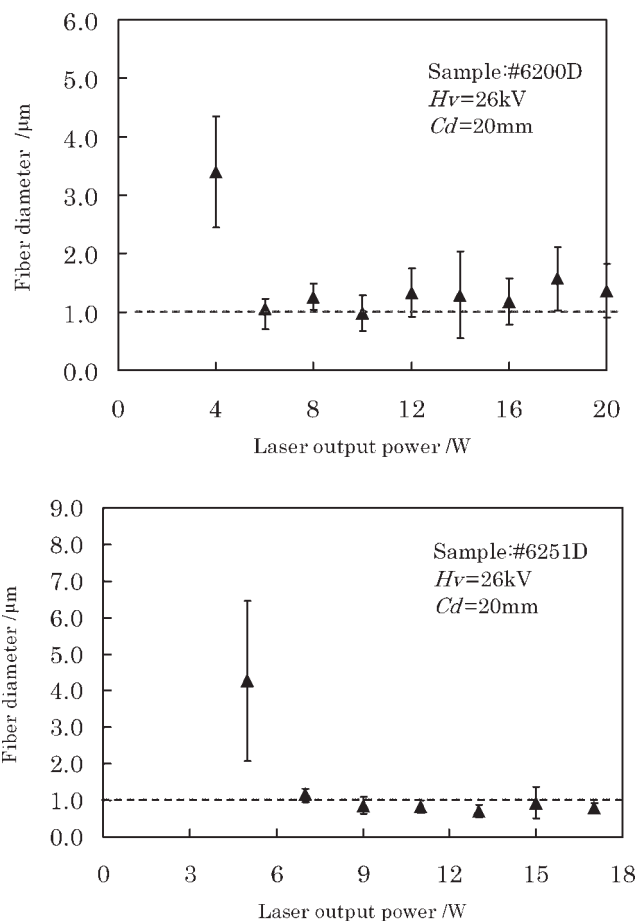 6.0
5.0
4.0
3.0
2.0
1.0
0.0
Fiber diameter /μm
Sample:#6200D
Hv=26kV
Cd=20mm
0 4 8 12 16 20
Laser output power /W
9.0
8.0
7.0
6.0
5.0
4.0
3.0
2.0
1.0
0.0
Fiber diameter /μm
Sample:#6251D
Hv=26kV
Cd=20mm
0 3 6 9 12 15 18
Laser output power /W